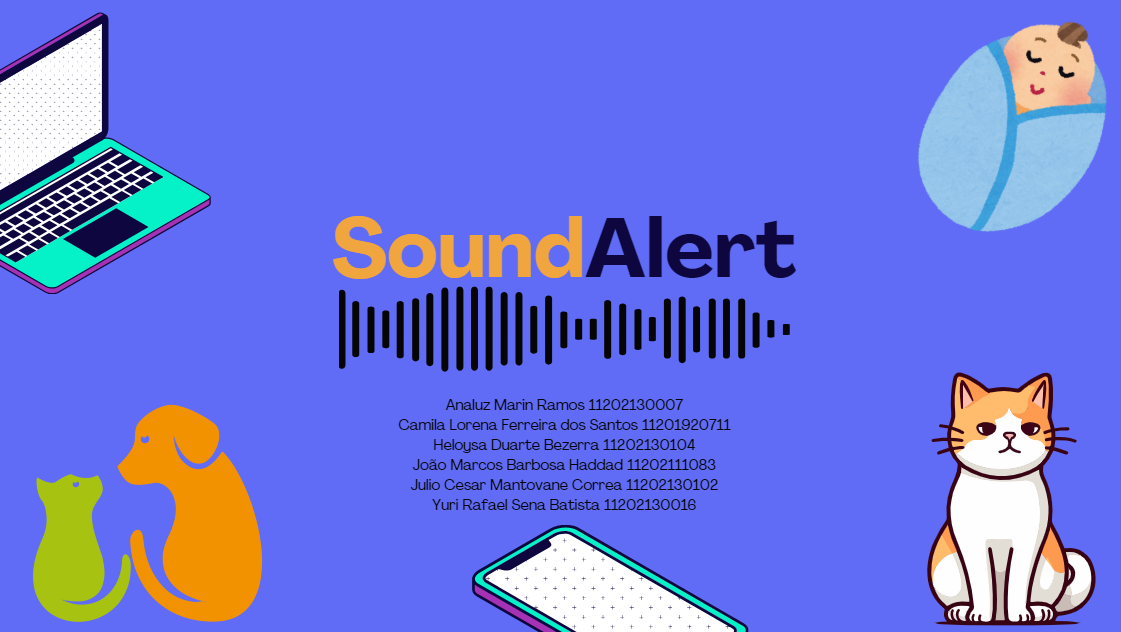 SoundAlert
Analuz Marin Ramos 11202130007
Camila Lorena Ferreira dos Santos 11201920711
Heloysa Duarte Bezerra 11202130104
João Marcos Barbosa Haddad 11202111083
Julio Cesar Mantovane Correa 11202130102
Yuri Rafael Sena Batista 11202130016